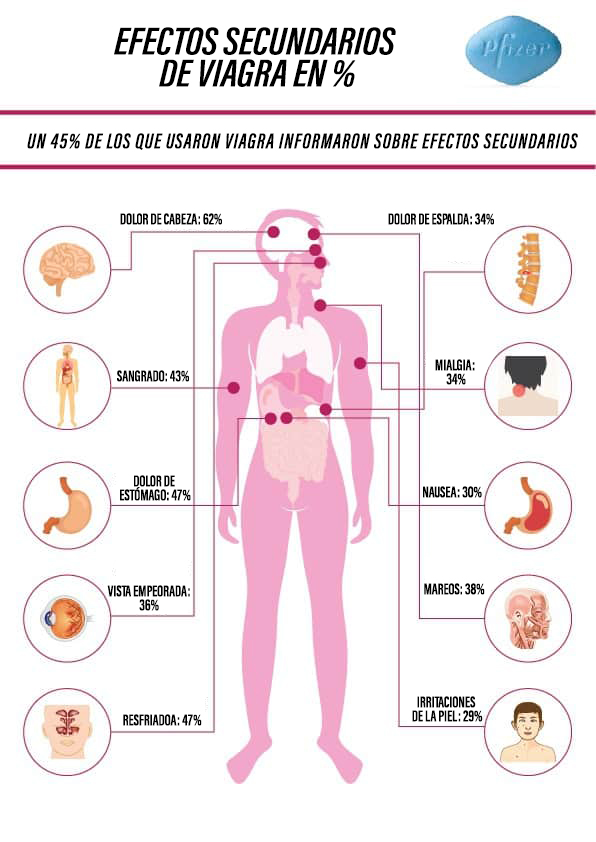 EFECTOS SECUNDARIOS
DE VIAGRA EN %
Pfizer
UN 45% DE LOS QUE USARON VIAGRA INFORMARON SOBRE EFECTOS SECUNDARIOS
DOLOR DE CABEZA: 62%
DOLOR DE ESPALDA: 34%
SANGRADO: 43%
MIALGIA:
34%
DOLOR DE
ESTÓMAGO: 47%
NAUSEA: 30%
VISTA EMPEORADA:
36%
MAREOS: 38%
RESFRIADOA: 47%
IRRITACIONES
DE LA PIEL: 29%